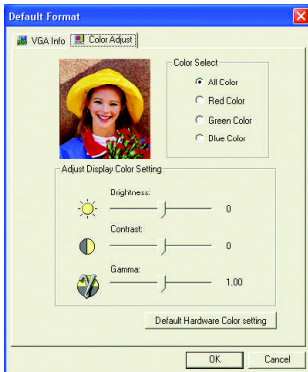 Default Format
VGA Info
Color Adjust
Color Select
All Color
Red Color
Green Color
Blue Color
Adjust Display Color Setting
Brightness:
0
Contrast:
0
Gamma:
1.00
Default Hardware Color setting
OK
Cancel